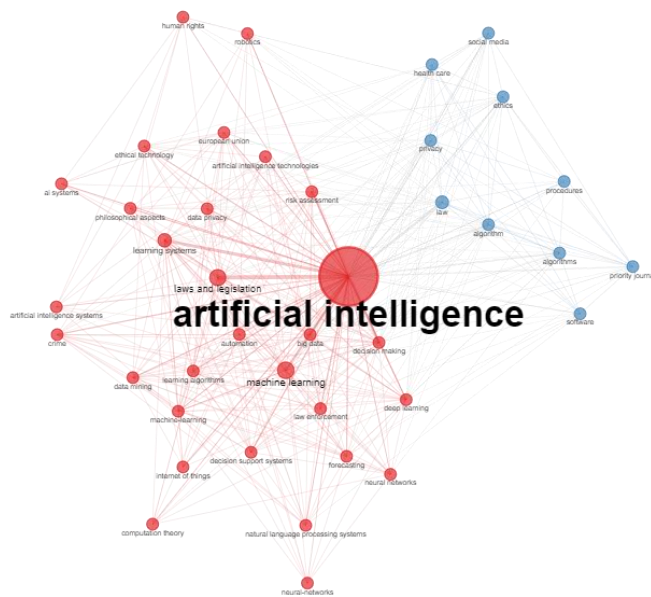 human rights
robotics
social media
health care
ethics
privacy
european union
ethical technology
artificial intelligence technologies
ai systems
risk assessment
procedures
philosophical aspects
data privacy
law
algorithm
learning systems
algorithms
priority journ
laws and legislation
artificial intelligence
artificial intelligence systems
software
crime
automation
big data
decision making
data mining
learning algorithms
machine learning
deep learning
machine-learning
law enforcement
decision support systems
forecasting
internet of things
neural networks
computation theory
natural language processing systems
neural-networks